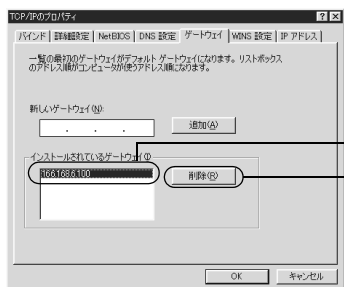 TCP/IPのプロパティ
バインド 詳細設定 NetBIOS DNS 設定 ゲートウェイ WINS 設定 IP アドレス
一覧の最初のゲートウェイがデフォルト ゲートウェイになります。リストボックス
のアドレス順がコンピュータが使うアドレス順になります。
新しいゲートウェイ(N):
追加(A)
インストールされているゲートウェイ(I)
166.168.6.100
削除(R)
OK キャンセル